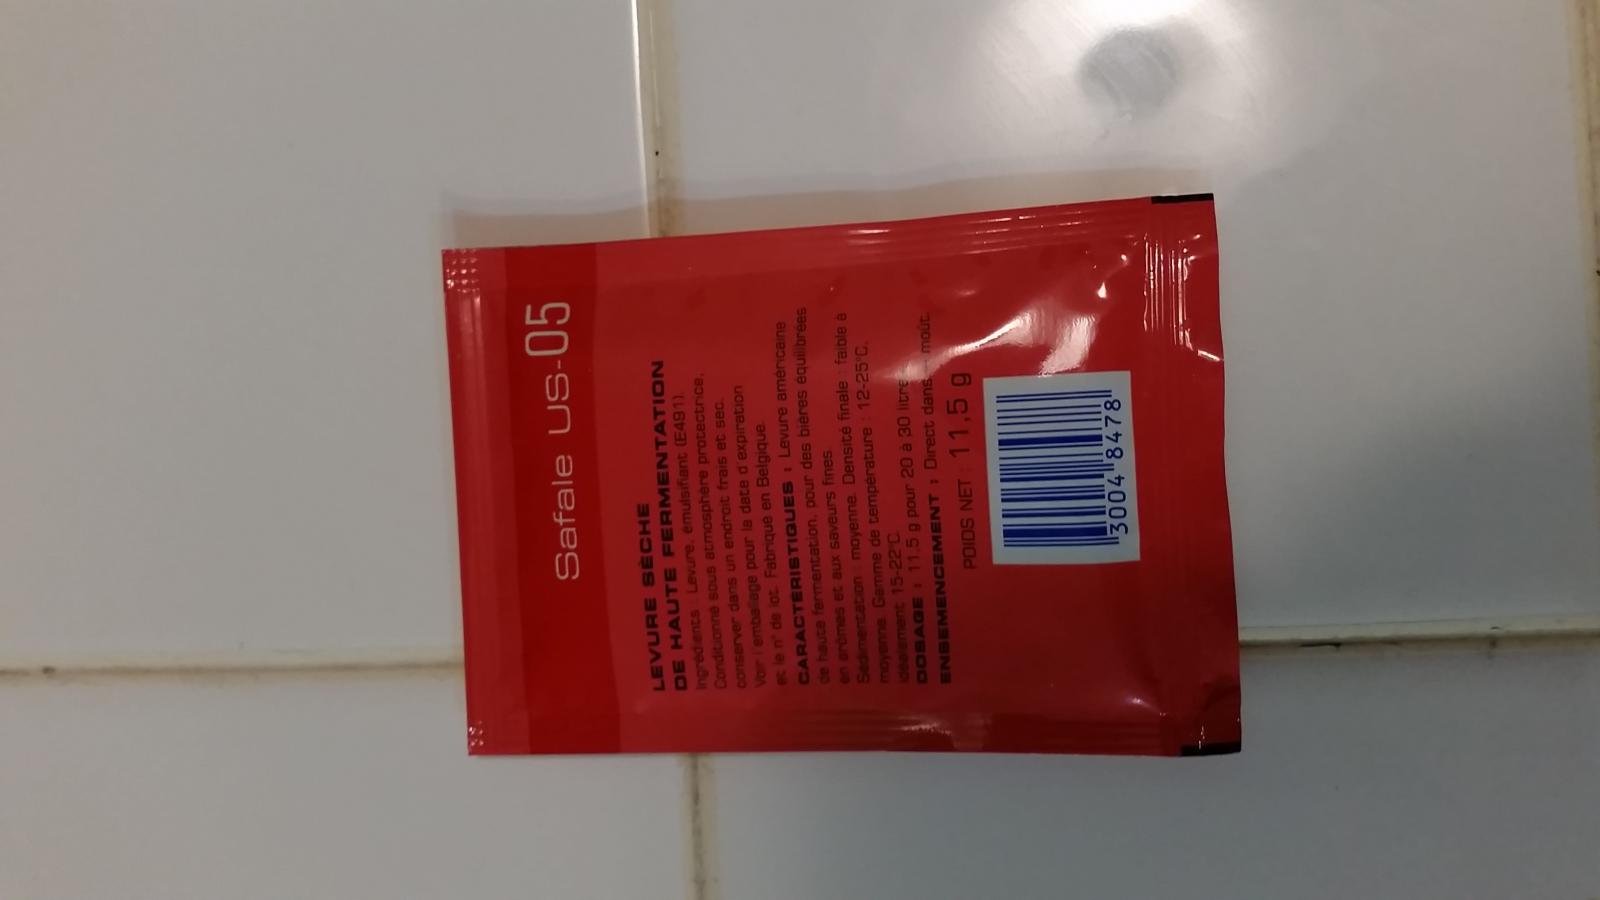 Safale US-05
LEVURE SÈCHE
DE HAUTE FERMENTATION
Ingrédients : Levure, émulsifiant (E491).
Conditionné sous atmosphère protectrice,
conserver dans un endroit frais et sec.
Voir l'emballage pour la date d'expiration
et le n° de lot. Fabriqué en Belgique.
CARACTÉRISTIQUES : Levure américaine
de haute fermentation, pour des bières équilibrées
en arômes et aux saveurs fines.
Sédimentation : moyenne. Densité finale : faible à
moyenne. Gamme de température : 12-25°C,
idéalement 15-22°C.
DOSAGE : 11,5 g pour 20 à 30 litres
ENSEMENCEMENT : Direct dans moût.
POIDS NET : 11,5 g
3004 8478